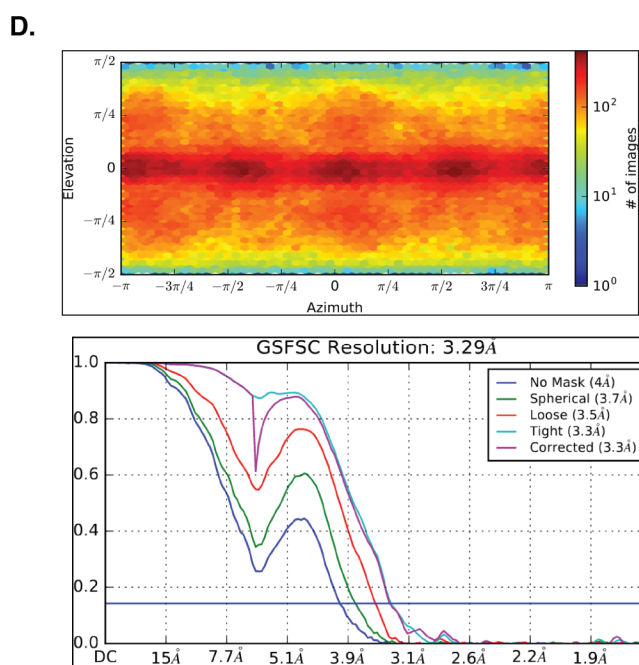 D.
π/2
π/4
0
−π/4
−π/2
Elevation
−π
−3π/4
−π/2
−π/4
0
π/4
π/2
3π/4
π
Azimuth
10²
10¹
10⁰
# of images
GSFSC Resolution: 3.29Å
1.0
0.8
0.6
0.4
0.2
0.0
No Mask (4Å)
Spherical (3.7Å)
Loose (3.5Å)
Tight (3.3Å)
Corrected (3.3Å)
DC
15Å
7.7Å
5.1Å
3.9Å
3.1Å
2.6Å
2.2Å
1.9Å